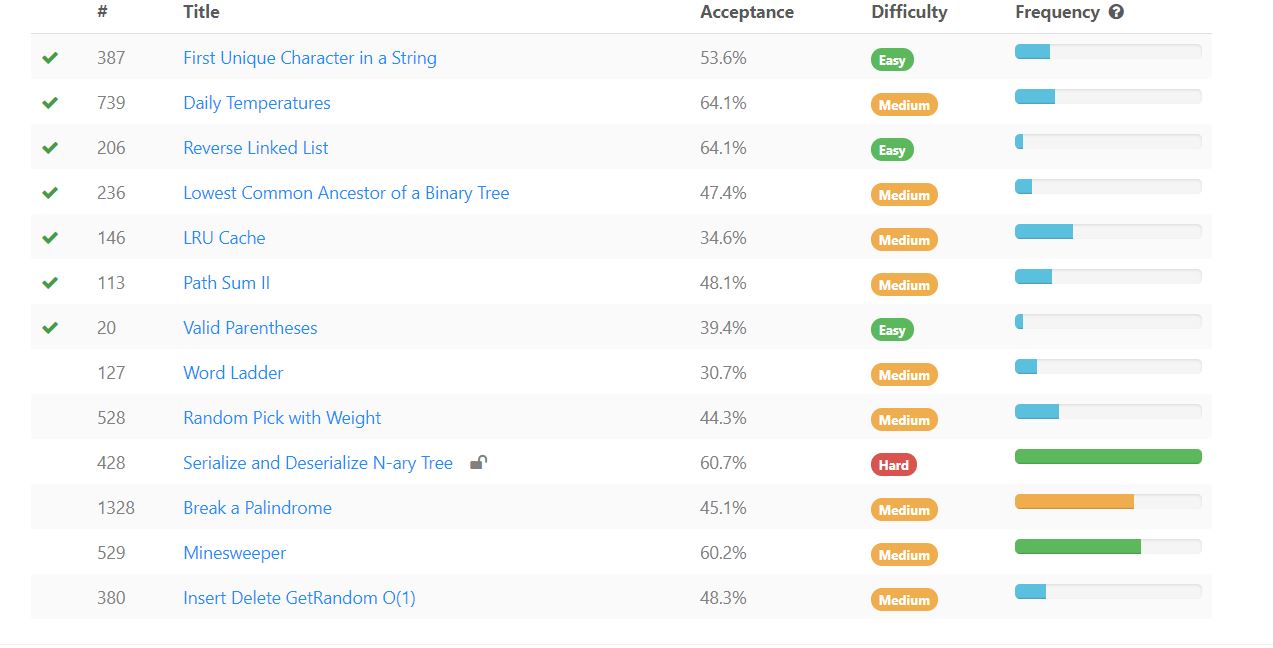 # Title Acceptance Difficulty Frequency ?
387 First Unique Character in a String 53.6% Easy
739 Daily Temperatures 64.1% Medium
206 Reverse Linked List 64.1% Easy
236 Lowest Common Ancestor of a Binary Tree 47.4% Medium
146 LRU Cache 34.6% Medium
113 Path Sum II 48.1% Medium
20 Valid Parentheses 39.4% Easy
127 Word Ladder 30.7% Medium
528 Random Pick with Weight 44.3% Medium
428 Serialize and Deserialize N-ary Tree 60.7% Hard
1328 Break a Palindrome 45.1% Medium
529 Minesweeper 60.2% Medium
380 Insert Delete GetRandom O(1) 48.3% Medium